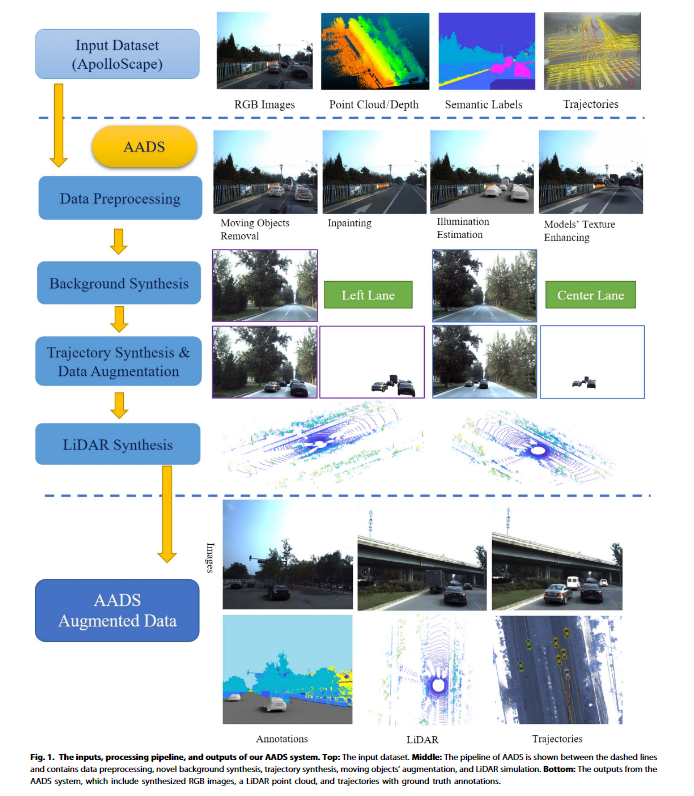 Input Dataset
(ApolloScape)
RGB Images
Point Cloud/Depth
Semantic Labels
Trajectories
AADS
Data Preprocessing
Moving Objects
Removal
Inpainting
Illumination
Estimation
Models' Texture
Enhancing
Background Synthesis
Left Lane
Center Lane
Trajectory Synthesis &
Data Augmentation
LiDAR Synthesis
Images
AADS
Augmented Data
Annotations
LiDAR
Trajectories
Fig. 1. The inputs, processing pipeline, and outputs of our AADS system. Top: The input dataset. Middle: The pipeline of AADS is shown between the dashed lines
and contains data preprocessing, novel background synthesis, trajectory synthesis, moving objects' augmentation, and LiDAR simulation. Bottom: The outputs from the
AADS system, which include synthesized RGB images, a LiDAR point cloud, and trajectories with ground truth annotations.